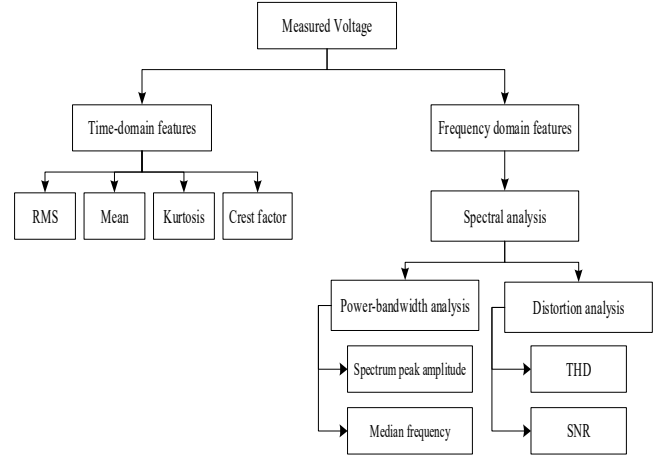 Measured Voltage
Time-domain features
Frequency domain features
RMS
Mean
Kurtosis
Crest factor
Spectral analysis
Power-bandwidth analysis
Distortion analysis
Spectrum peak amplitude
THD
Median frequency
SNR